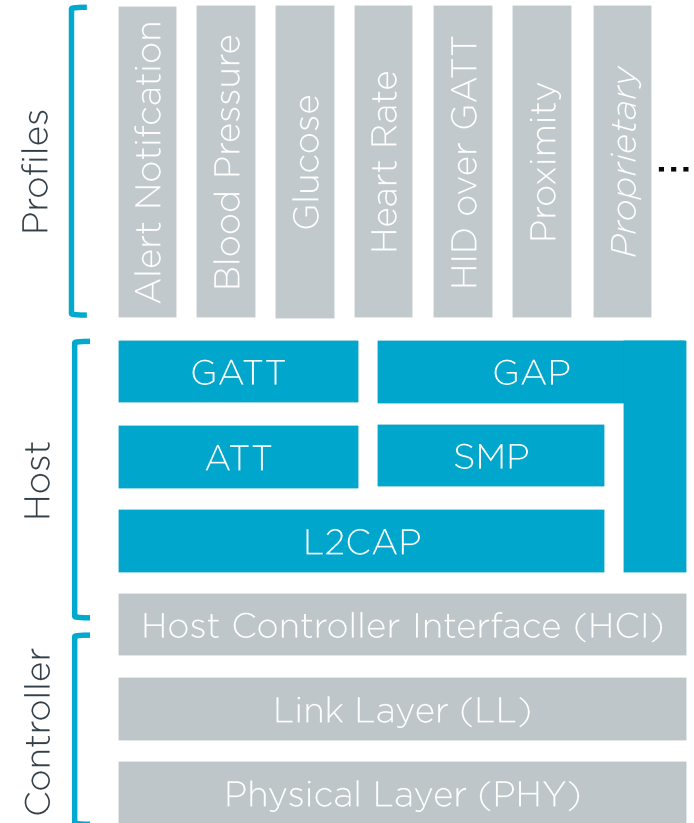 Profiles
Alert Notifcation
Blood Pressure
Glucose
Heart Rate
HID over GATT
Proximity
Proprietary
...
Host
GATT
GAP
ATT
SMP
L2CAP
Host Controller Interface (HCI)
Controller
Link Layer (LL)
Physical Layer (PHY)